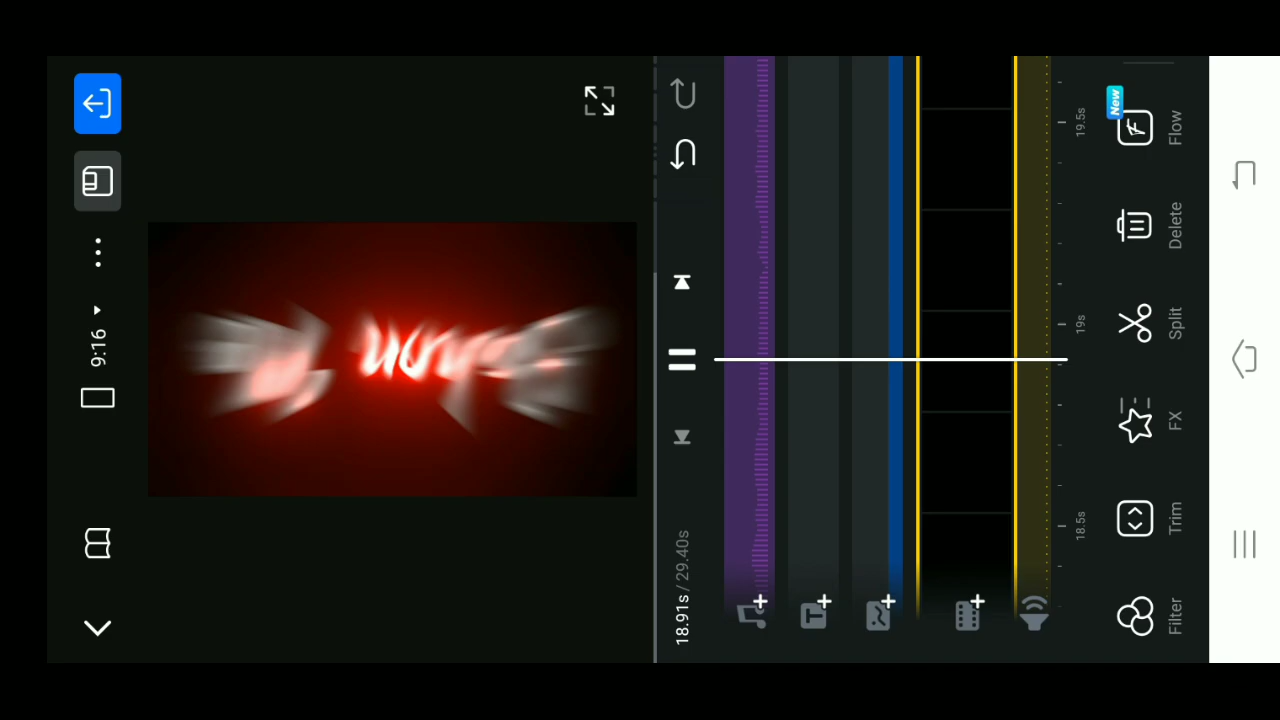 9:16
18.91s / 29.40s
18.5s
19s
19.5s
Filter
Trim
FX
Split
Delete
Flow
New